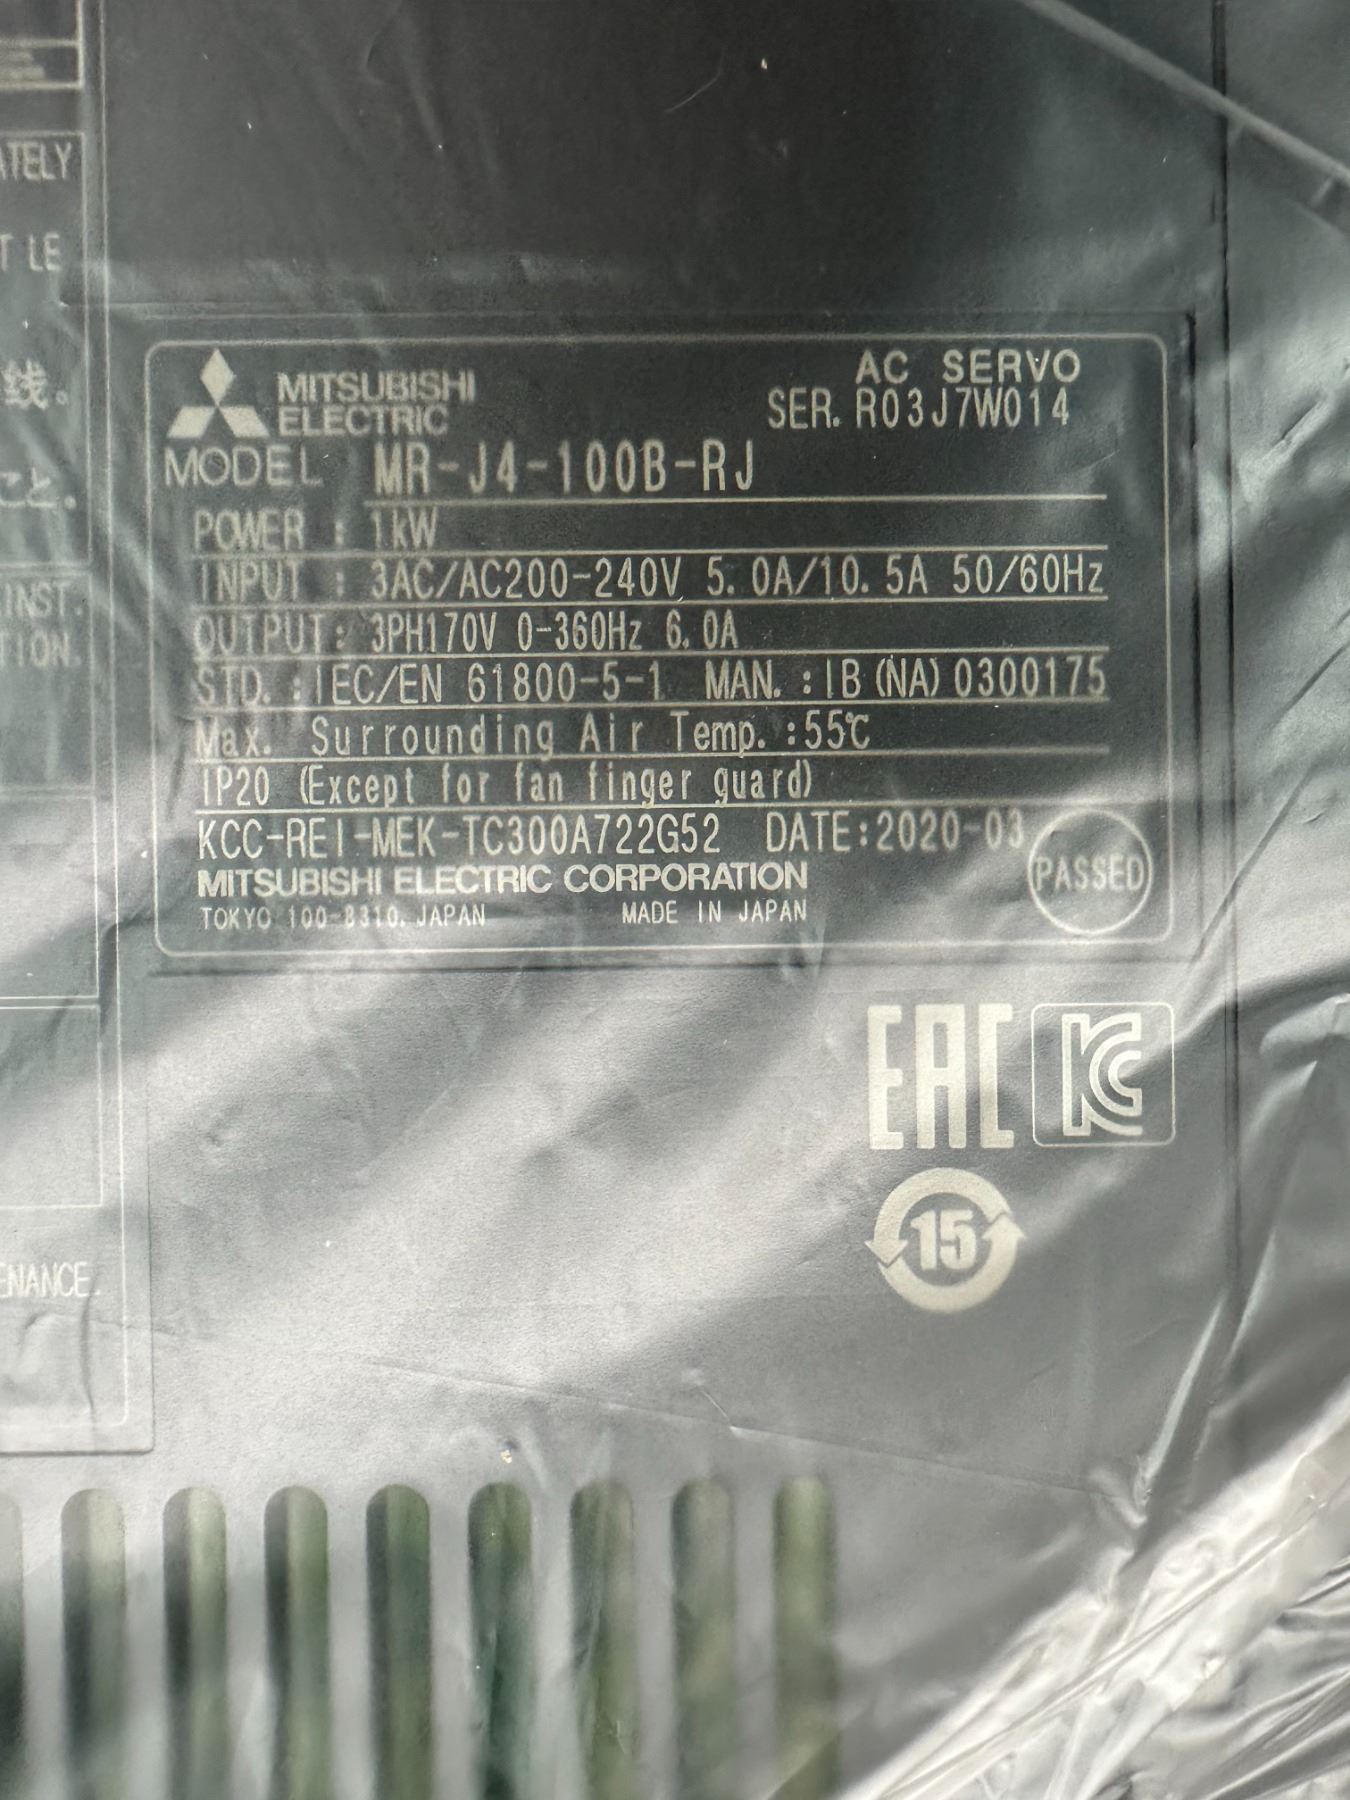 ATELY
T LE
线。
こと。
INST.
TION.
ENANCE.
MITSUBISHI
ELECTRIC
AC SERVO
SER. R03J7W014
MODEL MR-J4-100B-RJ
POWER : 1kW
INPUT : 3AC/AC200-240V 5.0A/10.5A 50/60Hz
OUTPUT: 3PH170V 0-360Hz 6.0A
STD. : IEC/EN 61800-5-1 MAN. : IB(NA)0300175
Max. Surrounding Air Temp. :55℃
IP20 (Except for fan finger guard)
KCC-REI-MEK-TC300A722G52 DATE:2020-03
PASSED
MITSUBISHI ELECTRIC CORPORATION
TOKYO 100-8310, JAPAN MADE IN JAPAN
EAC KC
15